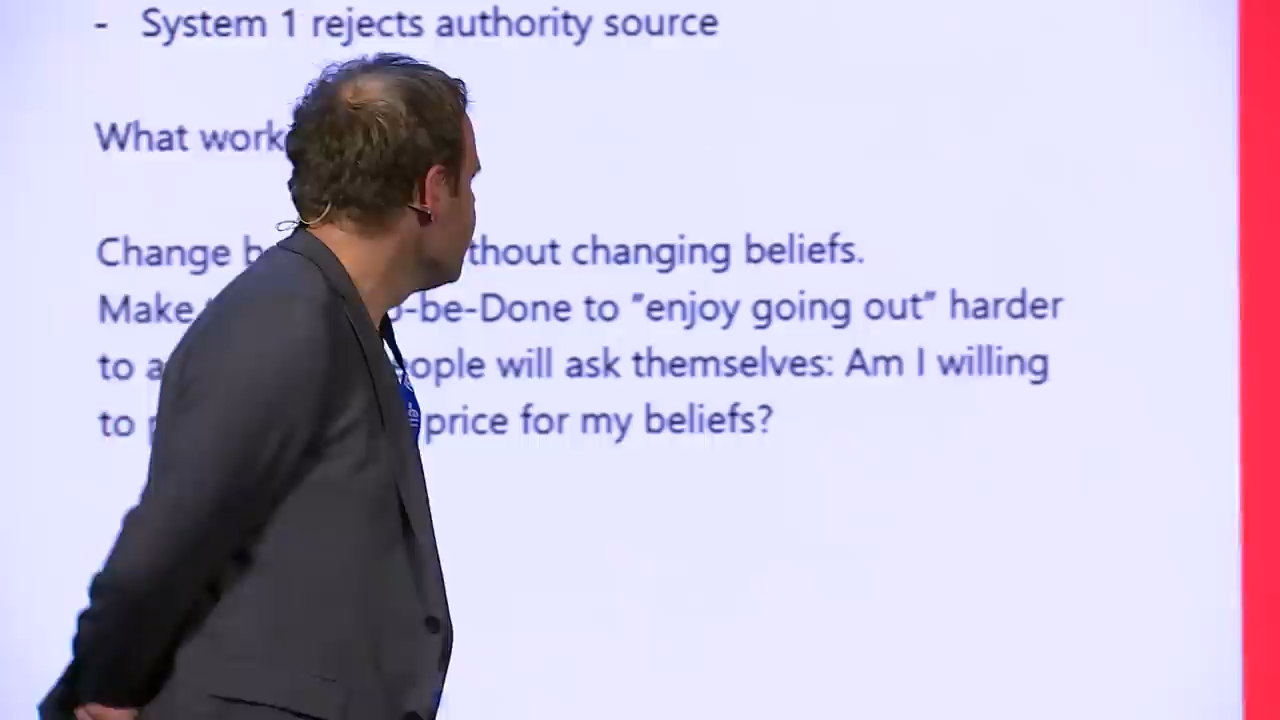 - System 1 rejects authority source
What work
Change b thout changing beliefs.
Make -be-Done to "enjoy going out" harder
to a eople will ask themselves: Am I willing
to p price for my beliefs?